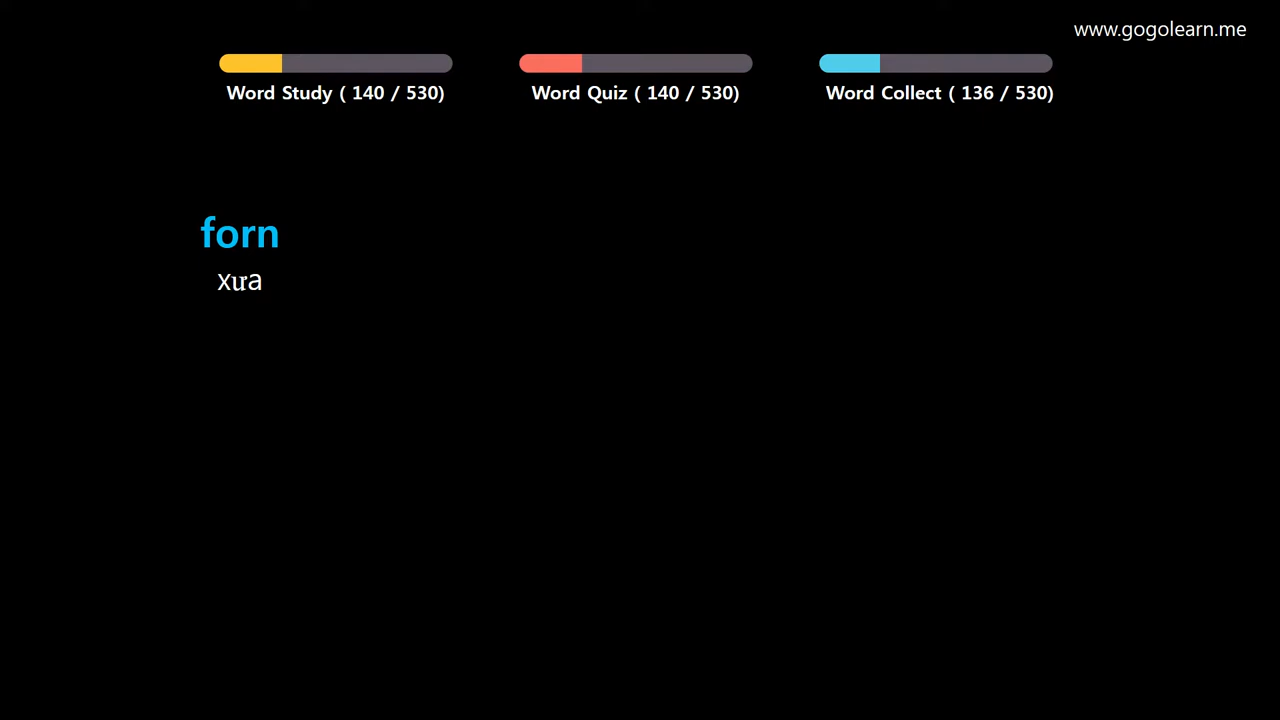 www.gogolearn.me
Word Study ( 140 / 530)
Word Quiz ( 140 / 530)
Word Collect ( 136 / 530)
forn
xưa